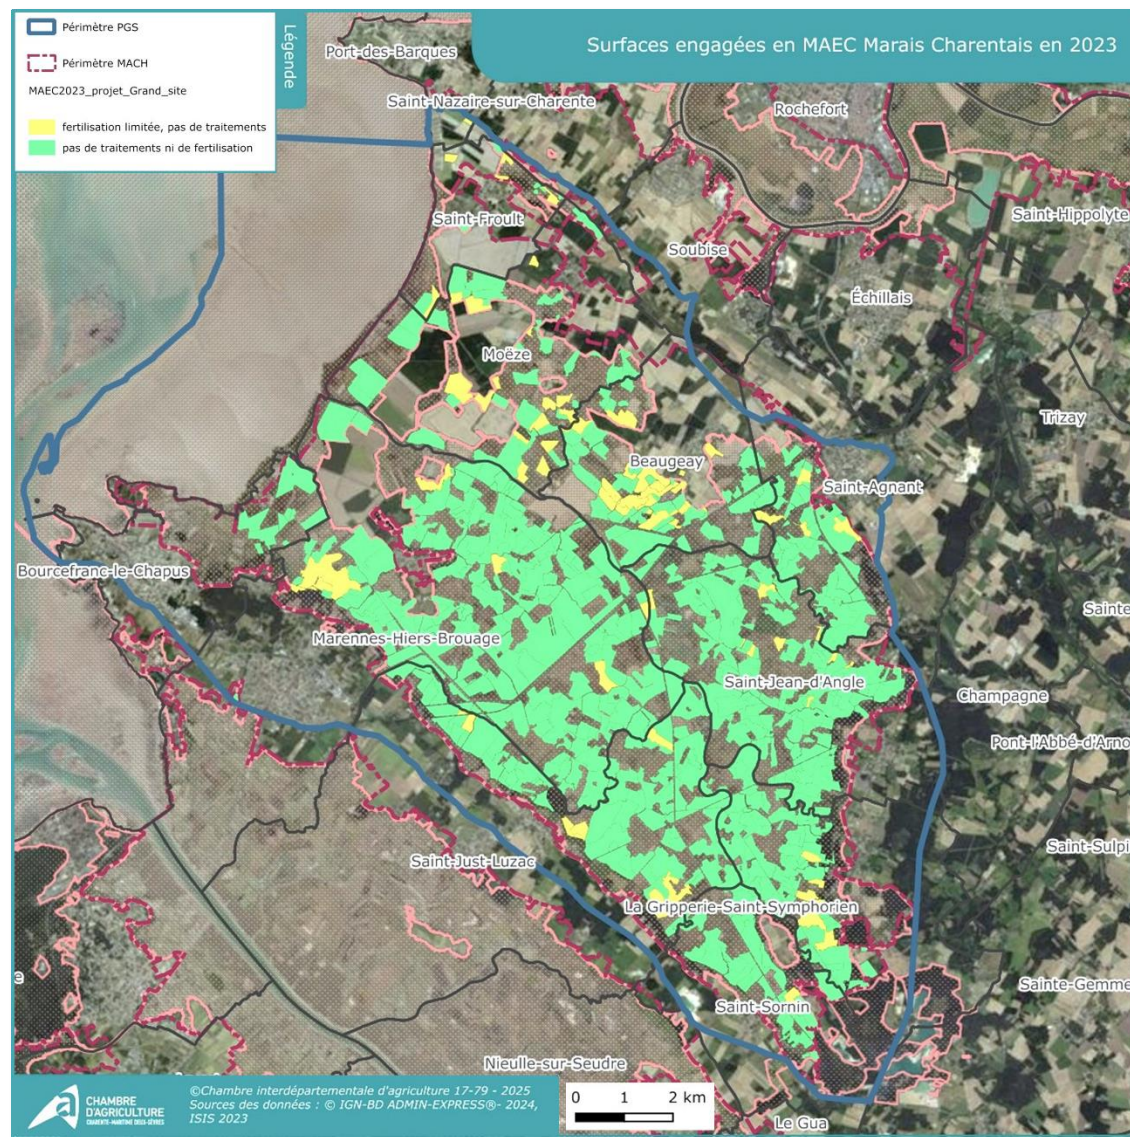 Surfaces engagées en MAEC Marais Charentais en 2023
Légende
Périmètre PGS
Périmètre MACH
MAEC2023_projet_Grand_site
fertilisation limitée, pas de traitements
pas de traitements ni de fertilisation
Port-des-Barques
Saint-Nazaire-sur-Charente
Rochefort
Saint-Hippolyte
Saint-Froult
Soubise
Échillais
Moëze
Trizay
Beaugeay
Saint-Agnant
Bourcefranc-le-Chapus
Sainte
Marennes-Hiers-Brouage
Saint-Jean-d'Angle
Champagne
Pont-l'Abbé-d'Arno
Saint-Sulpi
Saint-Just-Luzac
La Gripperie-Saint-Symphorien
e
Sainte-Gemme
Saint-Sornin
Nieulle-sur-Seudre
Le Gua
CHAMBRE
D'AGRICULTURE
CHARENTE-MARITIME DEUX-SÈVRES
©Chambre interdépartementale d'agriculture 17-79 - 2025
Sources des données : © IGN-BD ADMIN-EXPRESS®- 2024,
ISIS 2023
0 1 2 km